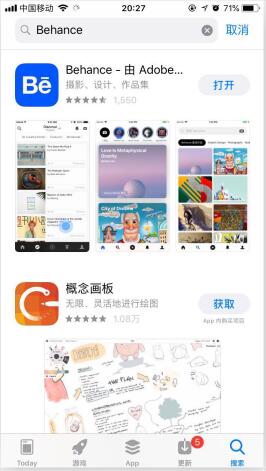 中国移动
20:27
71%
Behance
取消
Bē
Behance - 由 Adobe...
摄影、设计、作品集
1,550
打开
Love Is Metaphysical
Gravity
City of Dreams
概念画板
无限、灵活地进行绘图
1.08万
获取
App 内购买项目
THE PLAN
Today
游戏
App
5
更新
搜索